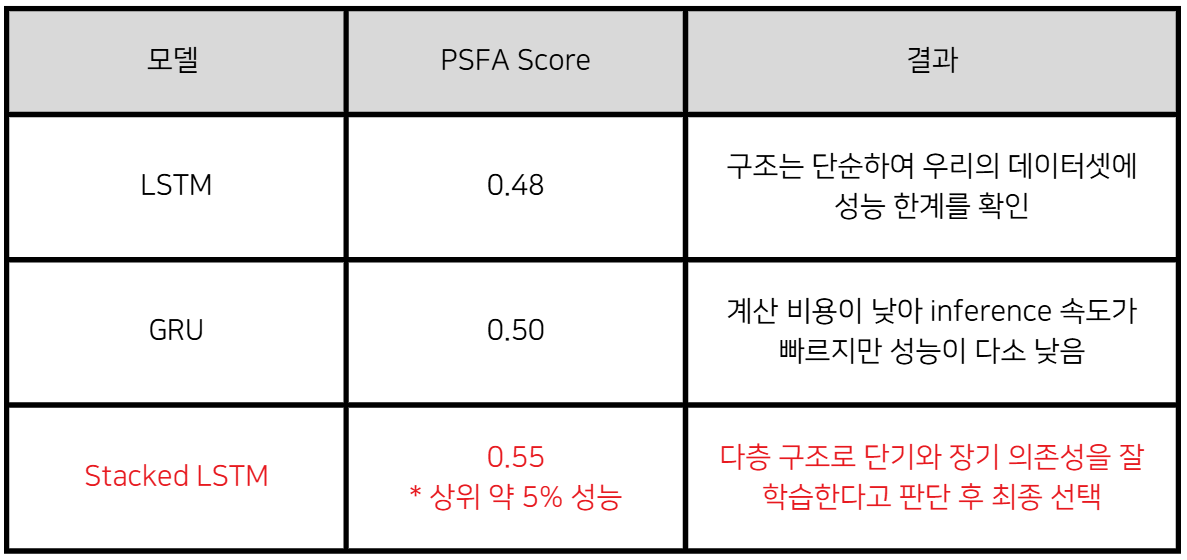 모델
PSFA Score
결과
LSTM
0.48
구조는 단순하여 우리의 데이터셋에
성능 한계를 확인
GRU
0.50
계산 비용이 낮아 inference 속도가
빠르지만 성능이 다소 낮음
Stacked LSTM
0.55
* 상위 약 5% 성능
다층 구조로 단기와 장기 의존성을 잘
학습한다고 판단 후 최종 선택